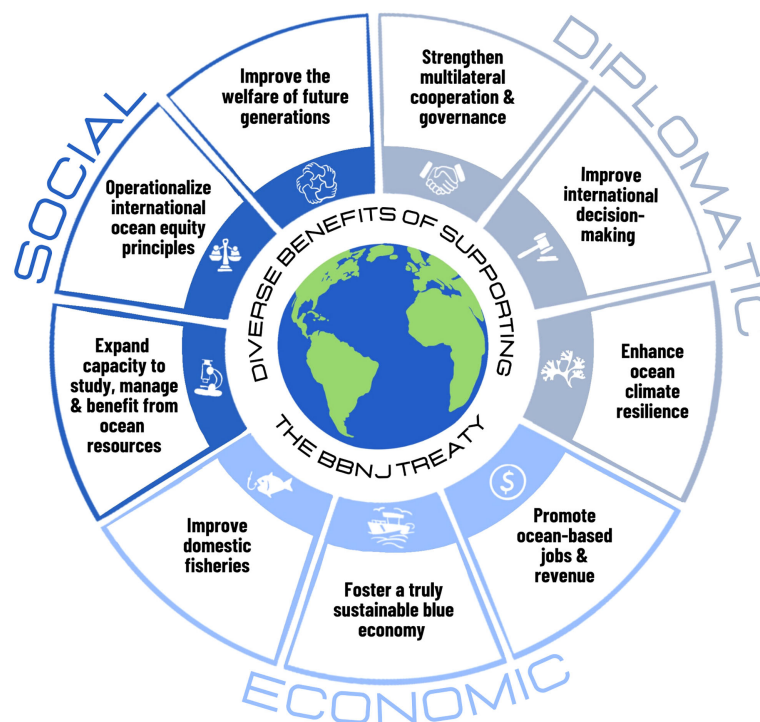 SOCIAL
DIPLOMATIC
ECONOMIC
DIVERSE BENEFITS OF SUPPORTING
THE BBNJ TREATY
Improve the
welfare of future
generations
Strengthen
multilateral
cooperation &
governance
Improve
international
decision-
making
Enhance
ocean
climate
resilience
Promote
ocean-based
jobs &
revenue
Foster a truly
sustainable blue
economy
Improve
domestic
fisheries
Expand
capacity to
study, manage
& benefit from
ocean
resources
Operationalize
international
ocean equity
principles
$